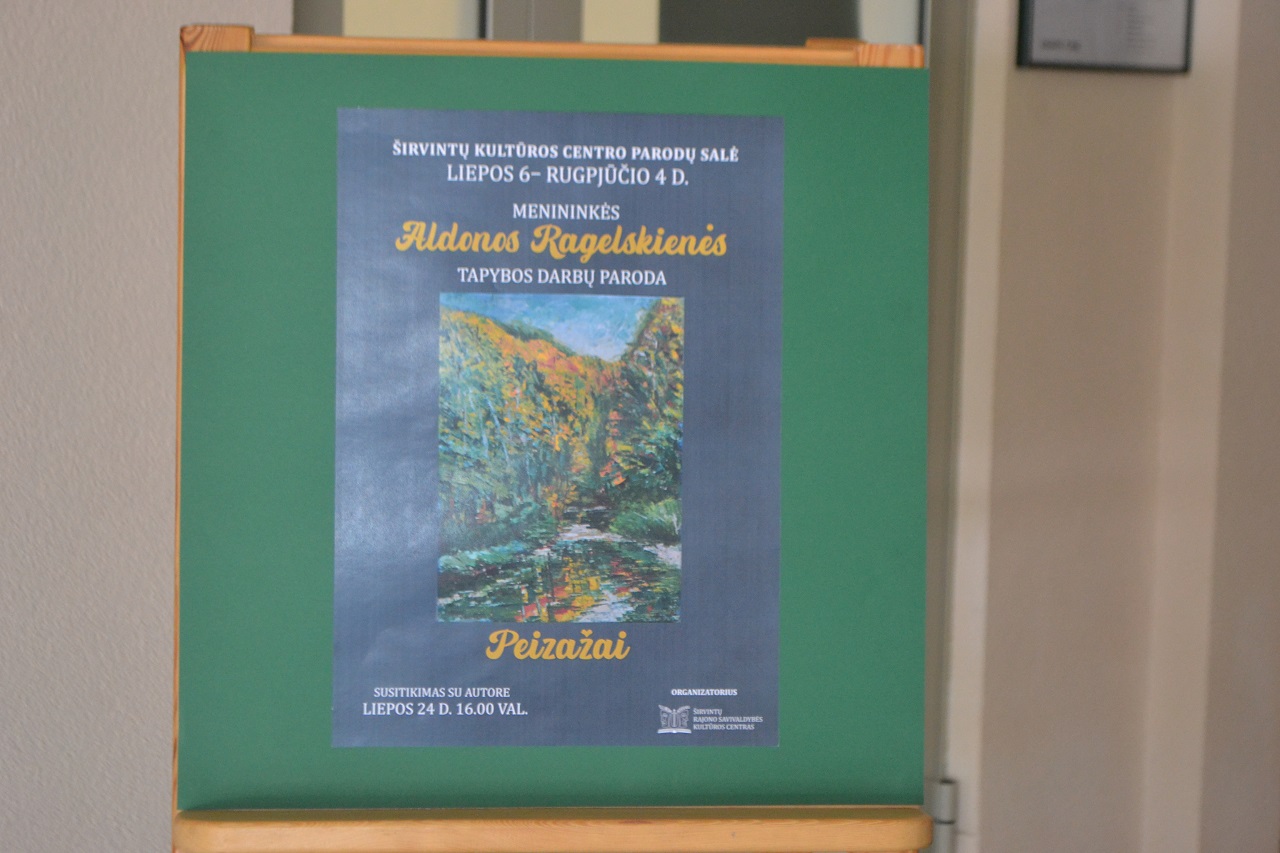 ŠIRVINTŲ KULTŪROS CENTRO PARODŲ SALĖ
LIEPOS 6– RUGPJŪČIO 4 D.
MENININKĖS
Aldonos Ragelskienės
TAPYBOS DARBŲ PARODA
Peizažai
SUSITIKIMAS SU AUTORE
LIEPOS 24 D. 16.00 VAL.
ORGANIZATORIUS
ŠIRVINTŲ
RAJONO SAVIVALDYBĖS
KULTŪROS CENTRAS